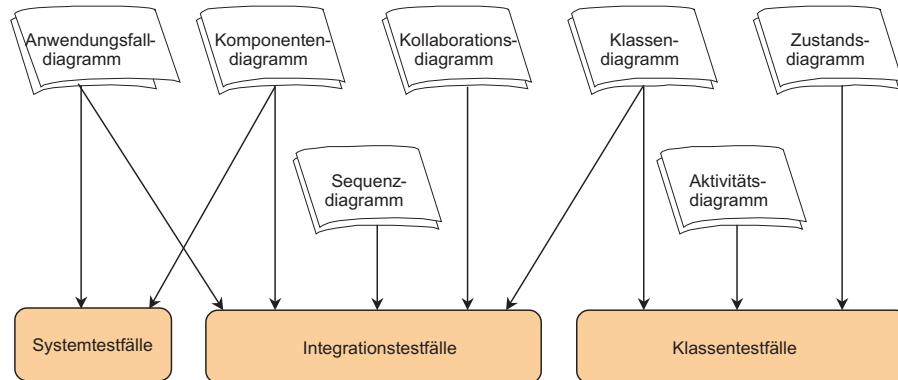 Anwendungsfall-
diagramm
Komponenten-
diagramm
Kollaborations-
diagramm
Klassen-
diagramm
Zustands-
diagramm
Sequenz-
diagramm
Aktivitäts-
diagramm
Systemtestfälle
Integrationstestfälle
Klassentestfälle